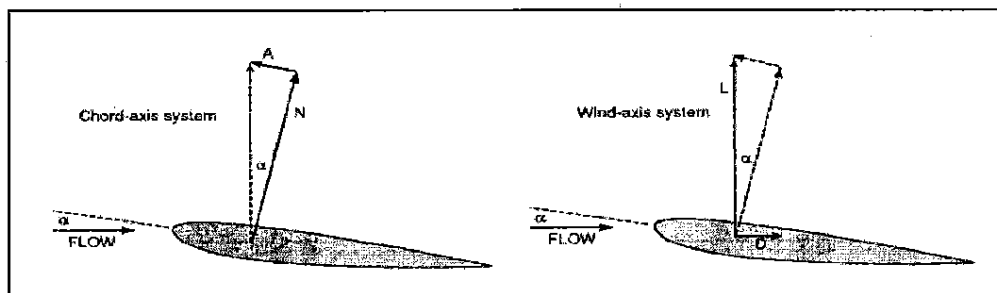 A
N
Chord-axis system
α
α
FLOW
L
Wind-axis system
α
α
FLOW
D